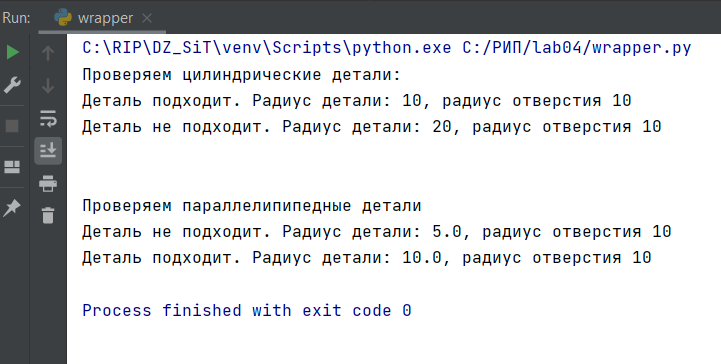 Run: wrapper
C:\RIP\DZ_SiT\venv\Scripts\python.exe C:/РИП/lab04/wrapper.py
Проверяем цилиндрические детали:
Деталь подходит. Радиус детали: 10, радиус отверстия 10
Деталь не подходит. Радиус детали: 20, радиус отверстия 10
Проверяем параллелипипедные детали
Деталь не подходит. Радиус детали: 5.0, радиус отверстия 10
Деталь подходит. Радиус детали: 10.0, радиус отверстия 10
Process finished with exit code 0